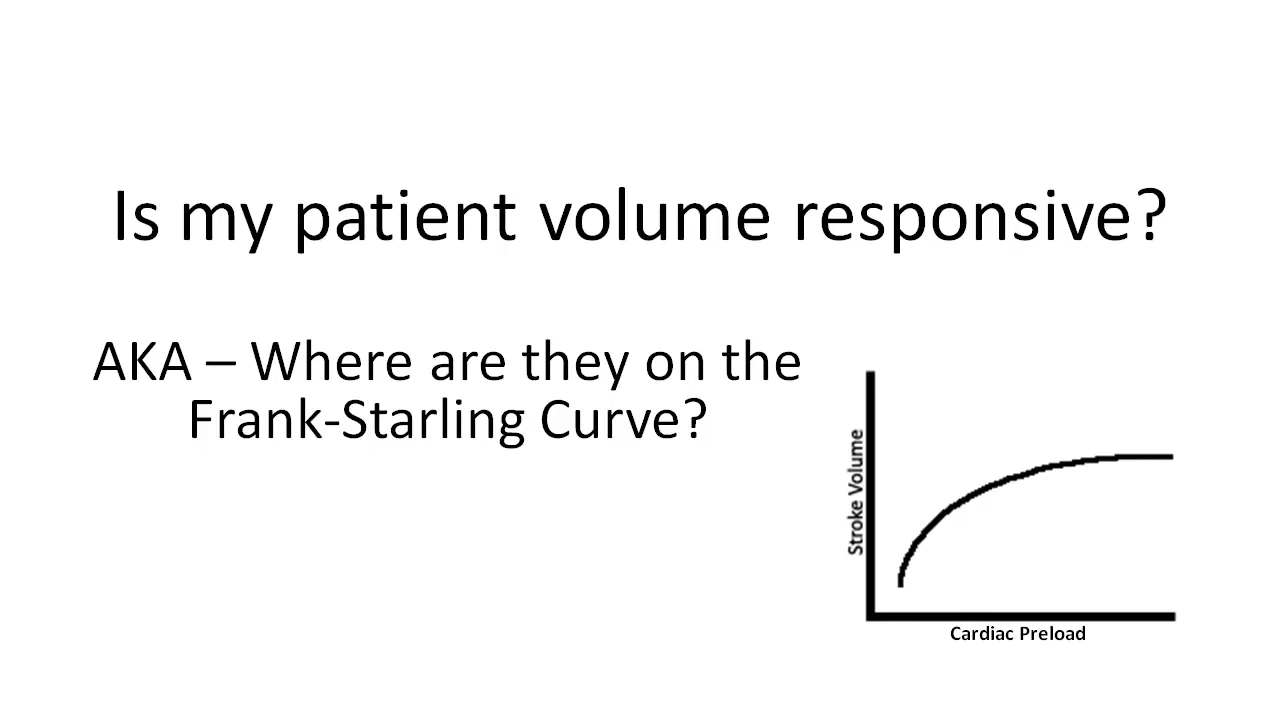 Is my patient volume responsive?
AKA – Where are they on the
Frank-Starling Curve?
Stroke Volume
Cardiac Preload